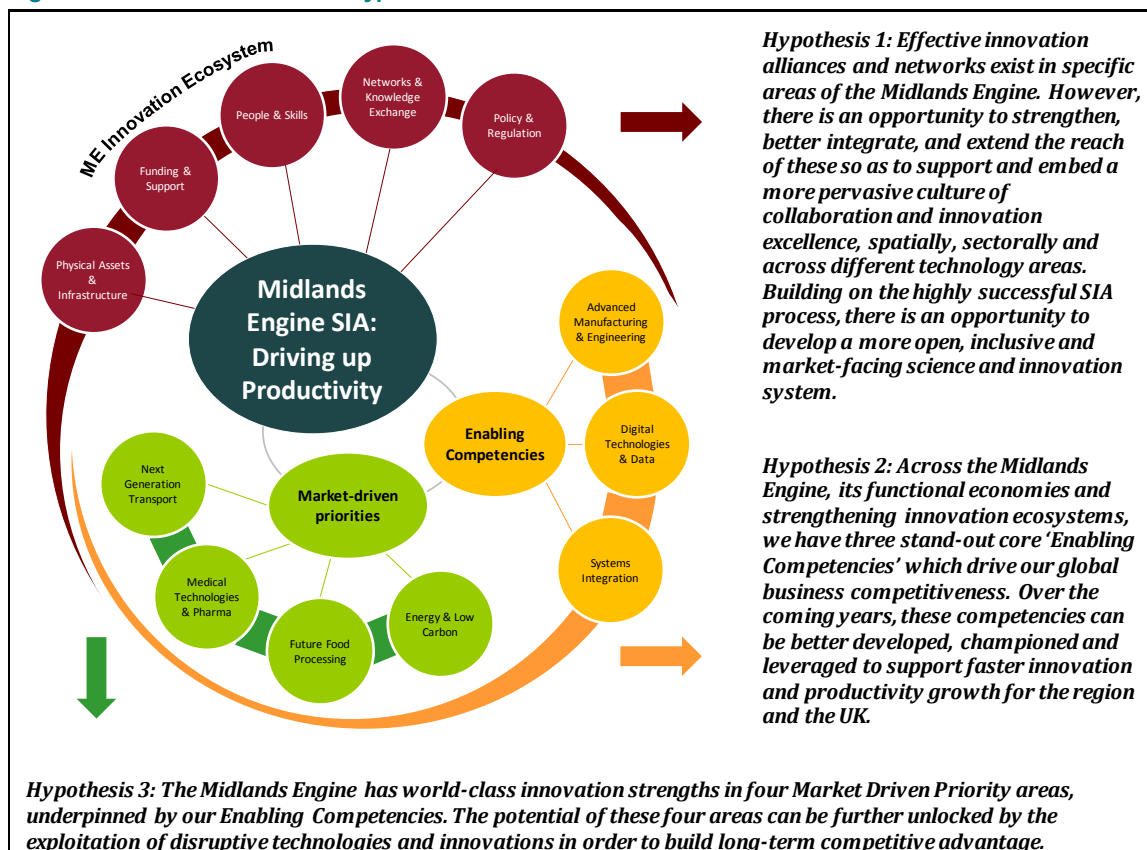 ME Innovation Ecosystem
Networks &
Knowledge
Exchange
People & Skills
Policy &
Regulation
Funding &
Support
Physical Assets
&
Infrastructure
Midlands
Engine SIA:
Driving up
Productivity
Advanced
Manufacturing
& Engineering
Enabling
Competencies
Digital
Technologies
& Data
Systems
Integration
Market-driven
priorities
Next
Generation
Transport
Medical
Technologies
& Pharma
Future Food
Processing
Energy & Low
Carbon
Hypothesis 1: Effective innovation
alliances and networks exist in specific
areas of the Midlands Engine. However,
there is an opportunity to strengthen,
better integrate, and extend the reach
of these so as to support and embed a
more pervasive culture of
collaboration and innovation
excellence, spatially, sectorally and
across different technology areas.
Building on the highly successful SIA
process, there is an opportunity to
develop a more open, inclusive and
market-facing science and innovation
system.
Hypothesis 2: Across the Midlands
Engine, its functional economies and
strengthening innovation ecosystems,
we have three stand-out core ‘Enabling
Competencies’ which drive our global
business competitiveness. Over the
coming years, these competencies can
be better developed, championed and
leveraged to support faster innovation
and productivity growth for the region
and the UK.
Hypothesis 3: The Midlands Engine has world-class innovation strengths in four Market Driven Priority areas,
underpinned by our Enabling Competencies. The potential of these four areas can be further unlocked by the
exploitation of disruptive technologies and innovations in order to build long-term competitive advantage.